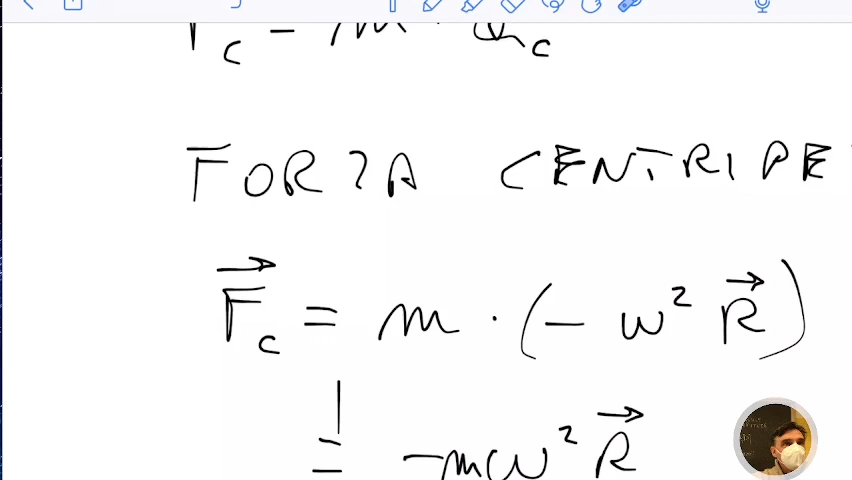 F⃗c = m · a⃗c
FORZA CENTRIPE
F⃗c = m · (- ω² R⃗)
= -mω² R⃗